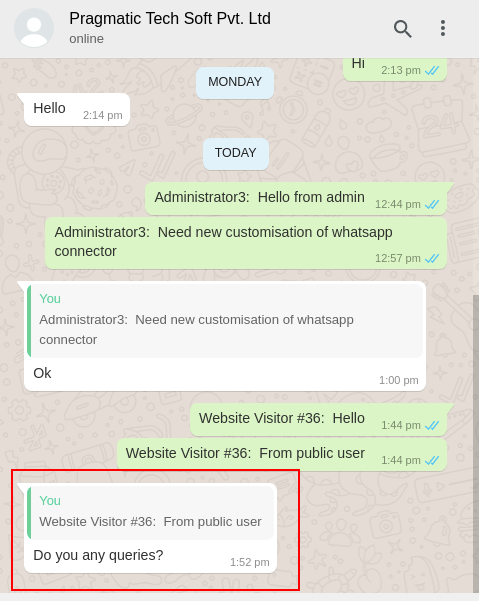 Pragmatic Tech Soft Pvt. Ltd
online
Hi 2:13 pm
MONDAY
Hello 2:14 pm
TODAY
Administrator3: Hello from admin 12:44 pm
Administrator3: Need new customisation of whatsapp
connector 12:57 pm
You
Administrator3: Need new customisation of whatsapp
connector
Ok 1:00 pm
Website Visitor #36: Hello 1:44 pm
Website Visitor #36: From public user 1:44 pm
You
Website Visitor #36: From public user
Do you any queries? 1:52 pm